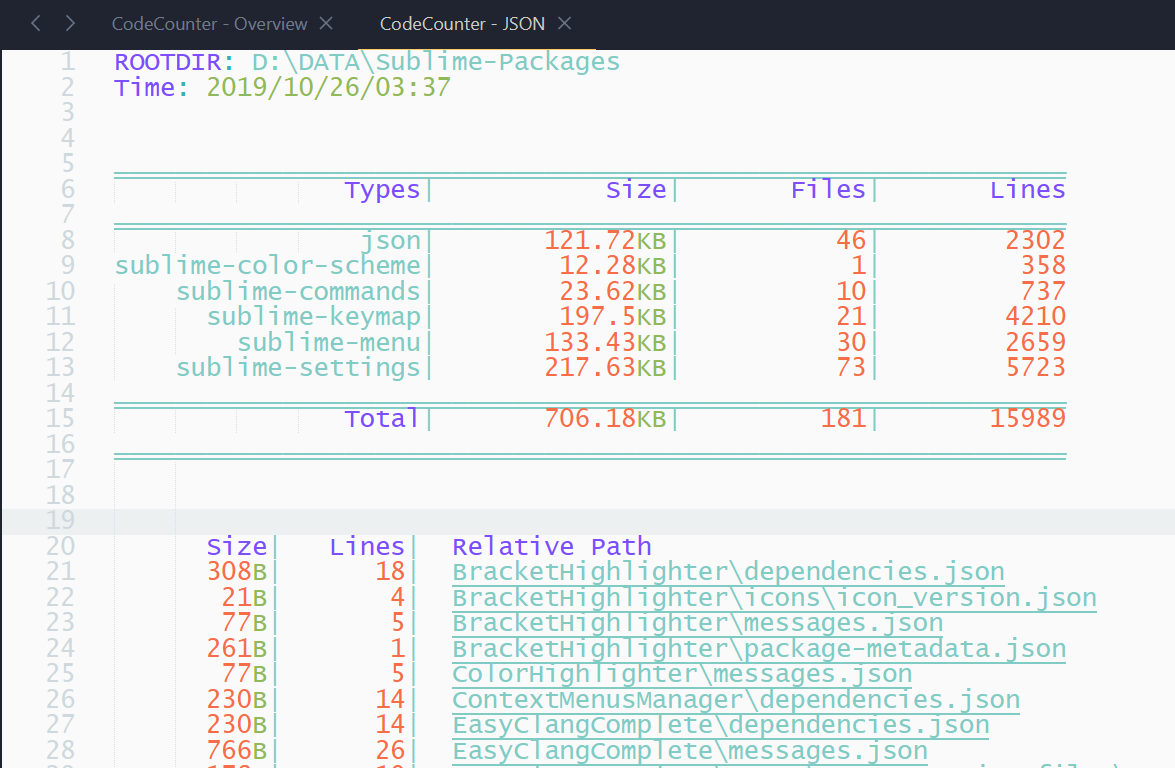 CodeCounter - Overview CodeCounter - JSON
1 ROOTDIR: D:\DATA\Sublime-Packages
2 Time: 2019/10/26/03:37
3
4
5
6 Types| Size| Files| Lines
7
8 json| 121.72KB| 46| 2302
9 sublime-color-scheme| 12.28KB| 1| 358
10 sublime-commands| 23.62KB| 10| 737
11 sublime-keymap| 197.5KB| 21| 4210
12 sublime-menu| 133.43KB| 30| 2659
13 sublime-settings| 217.63KB| 73| 5723
14
15 Total| 706.18KB| 181| 15989
16
17
18
19
20 Size| Lines| Relative Path
21 308B| 18| BracketHighlighter\dependencies.json
22 21B| 4| BracketHighlighter\icons\icon_version.json
23 77B| 5| BracketHighlighter\messages.json
24 261B| 1| BracketHighlighter\package-metadata.json
25 77B| 5| ColorHighlighter\messages.json
26 230B| 14| ContextMenusManager\dependencies.json
27 230B| 14| EasyClangComplete\dependencies.json
28 766B| 26| EasyClangComplete\messages.json